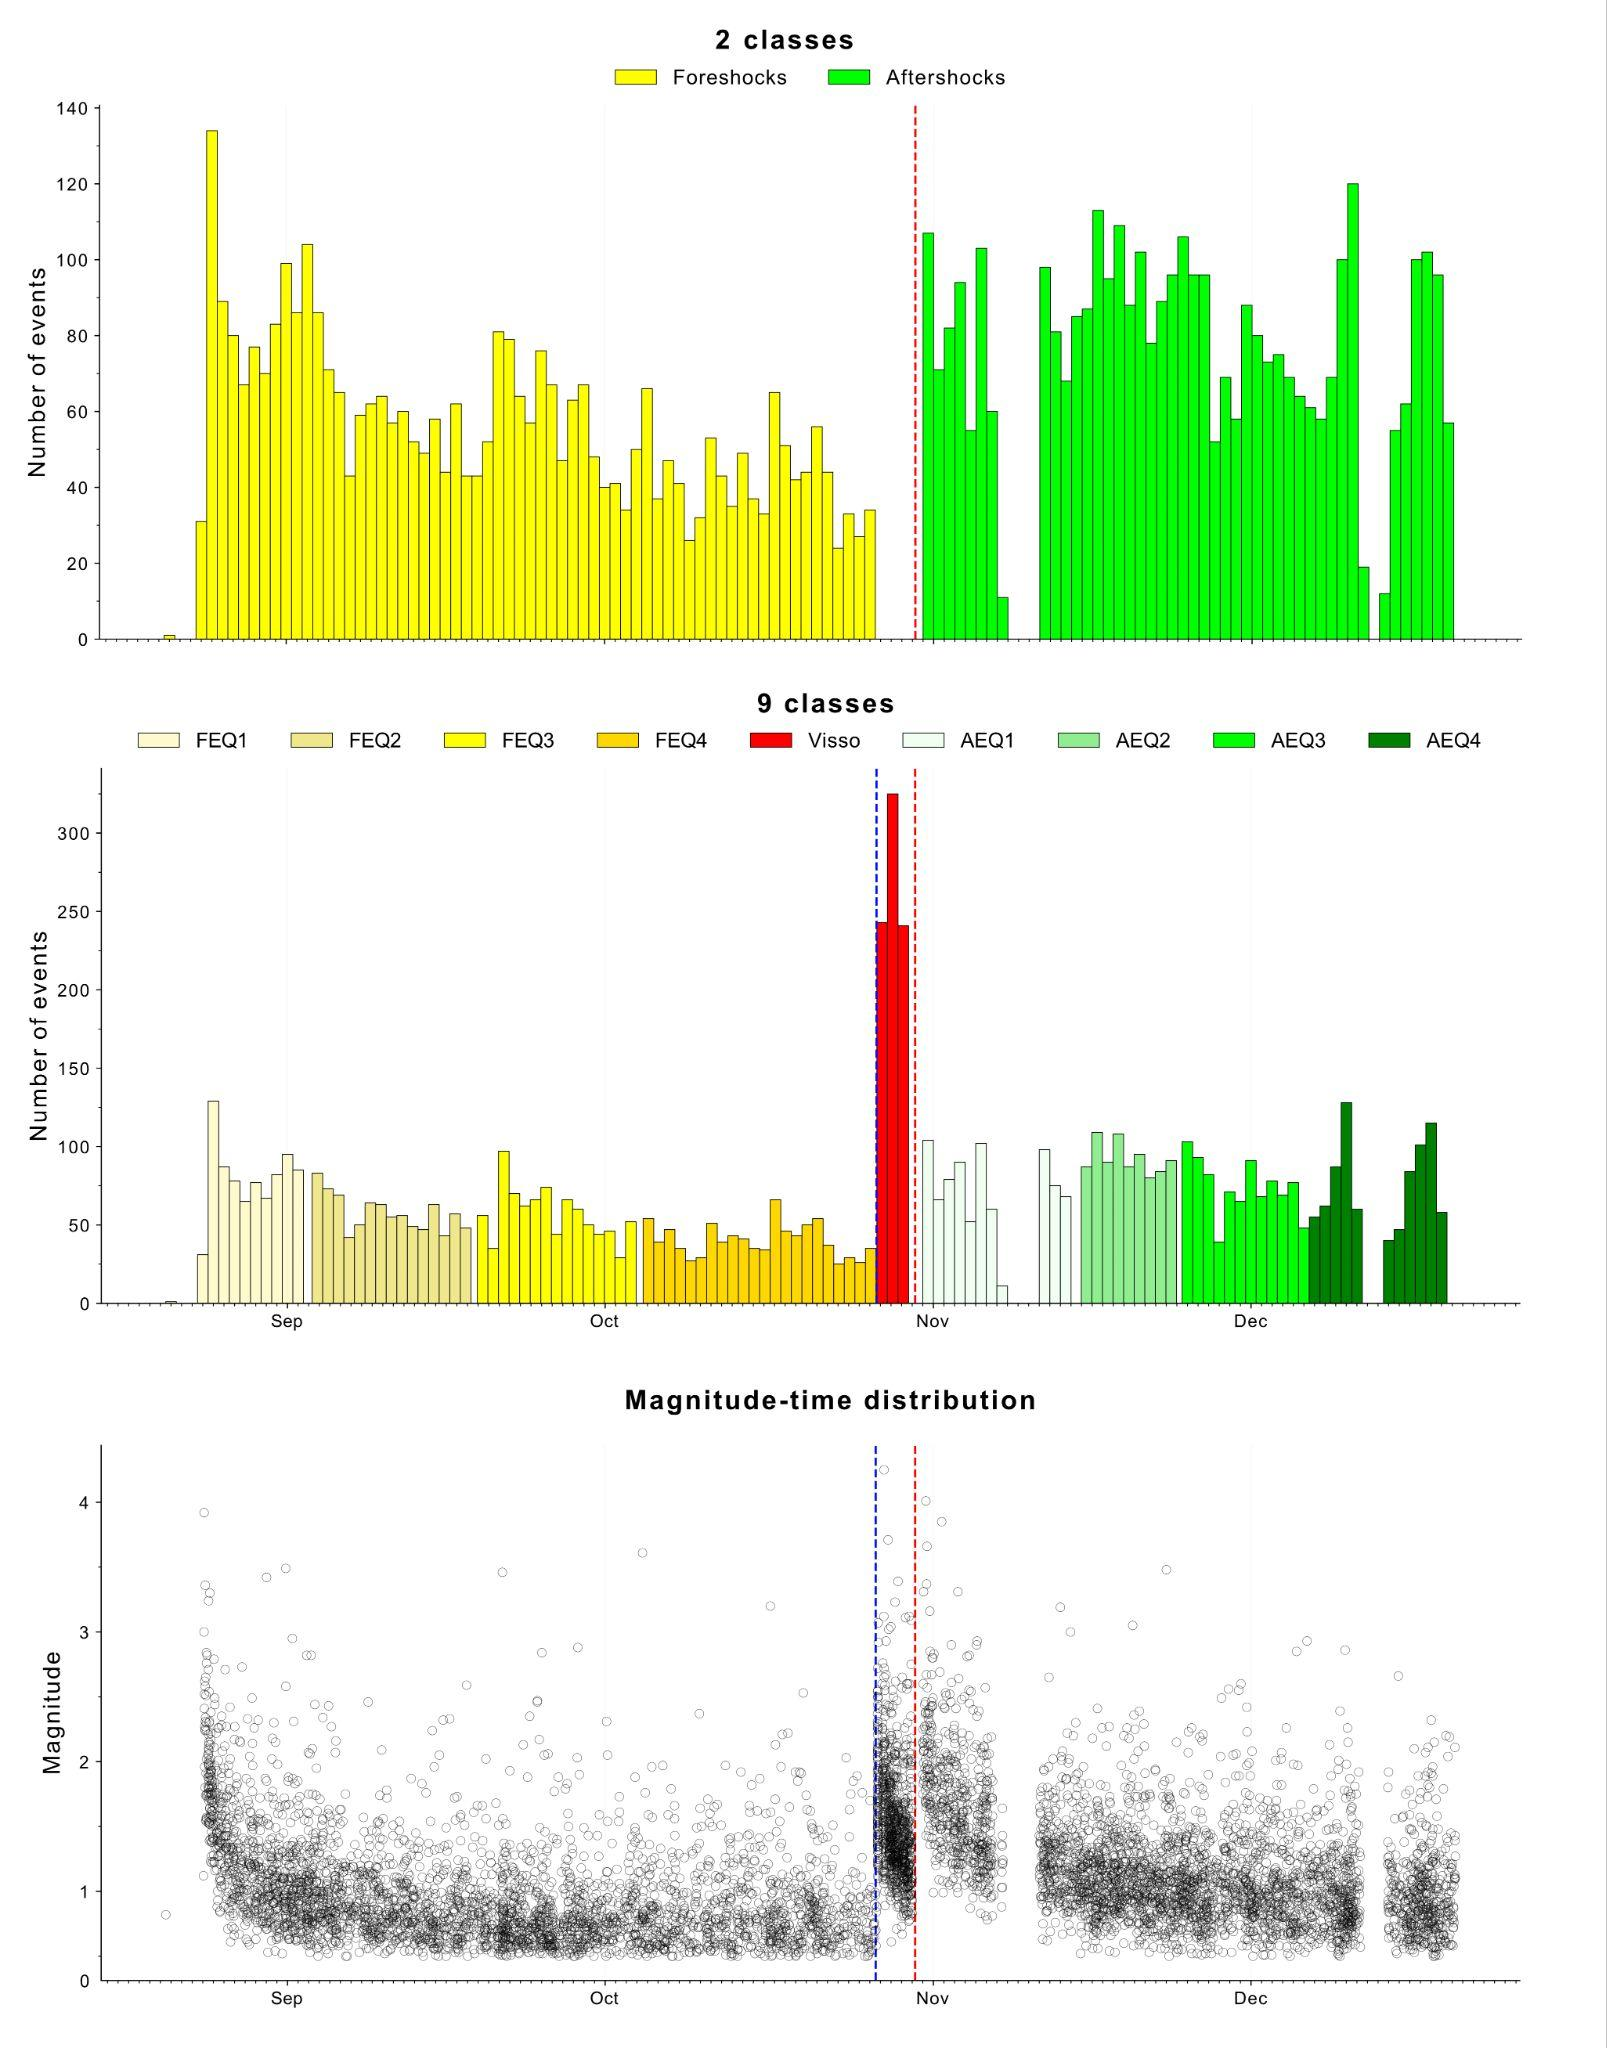 2 classes
Foreshocks Aftershocks
140
120
100
80
60
40
20
0
Number of events
9 classes
FEQ1 FEQ2 FEQ3 FEQ4 Visso AEQ1 AEQ2 AEQ3 AEQ4
300
250
200
150
100
50
0
Number of events
Sep Oct Nov Dec
Magnitude-time distribution
4
3
2
1
0
Magnitude
Sep Oct Nov Dec